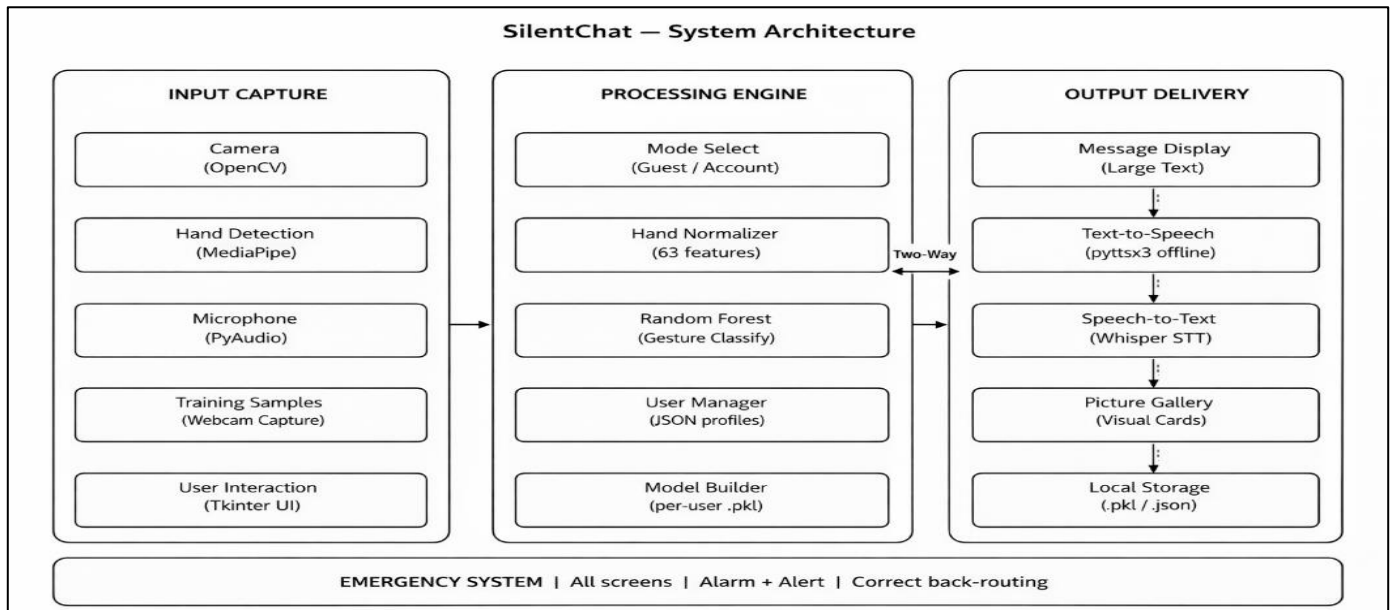 SilentChat — System Architecture
INPUT CAPTURE
Camera
(OpenCV)
Hand Detection
(MediaPipe)
Microphone
(PyAudio)
Training Samples
(Webcam Capture)
User Interaction
(Tkinter UI)
PROCESSING ENGINE
Mode Select
(Guest / Account)
Hand Normalizer
(63 features)
Random Forest
(Gesture Classify)
User Manager
(JSON profiles)
Model Builder
(per-user .pkl)
Two-Way
OUTPUT DELIVERY
Message Display
(Large Text)
Text-to-Speech
(pyttsx3 offline)
Speech-to-Text
(Whisper STT)
Picture Gallery
(Visual Cards)
Local Storage
(.pkl / .json)
EMERGENCY SYSTEM | All screens | Alarm + Alert | Correct back-routing